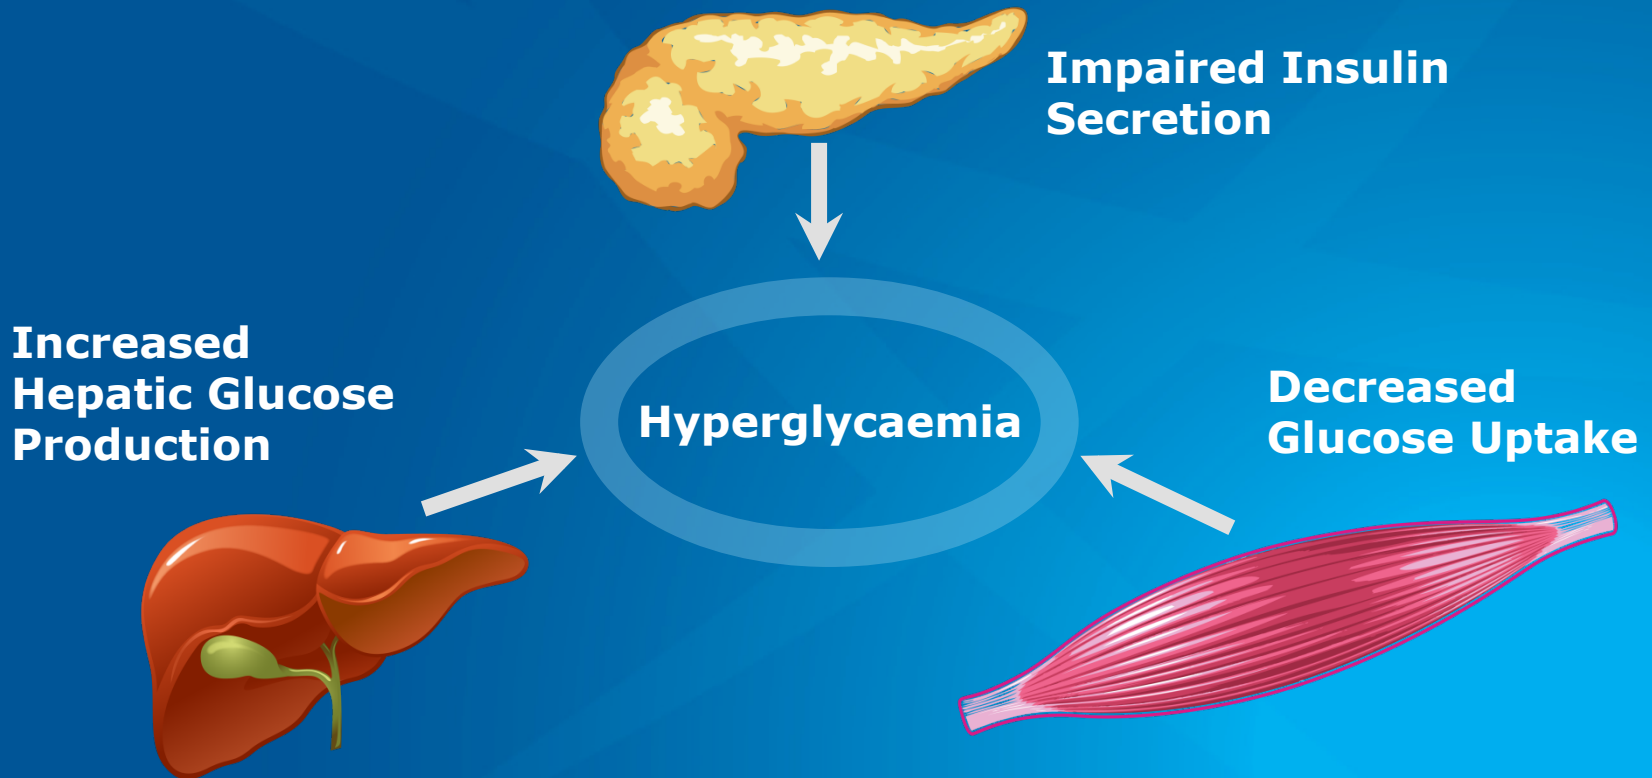 Impaired Insulin
Secretion
Increased
Hepatic Glucose
Production
Hyperglycaemia
Decreased
Glucose Uptake